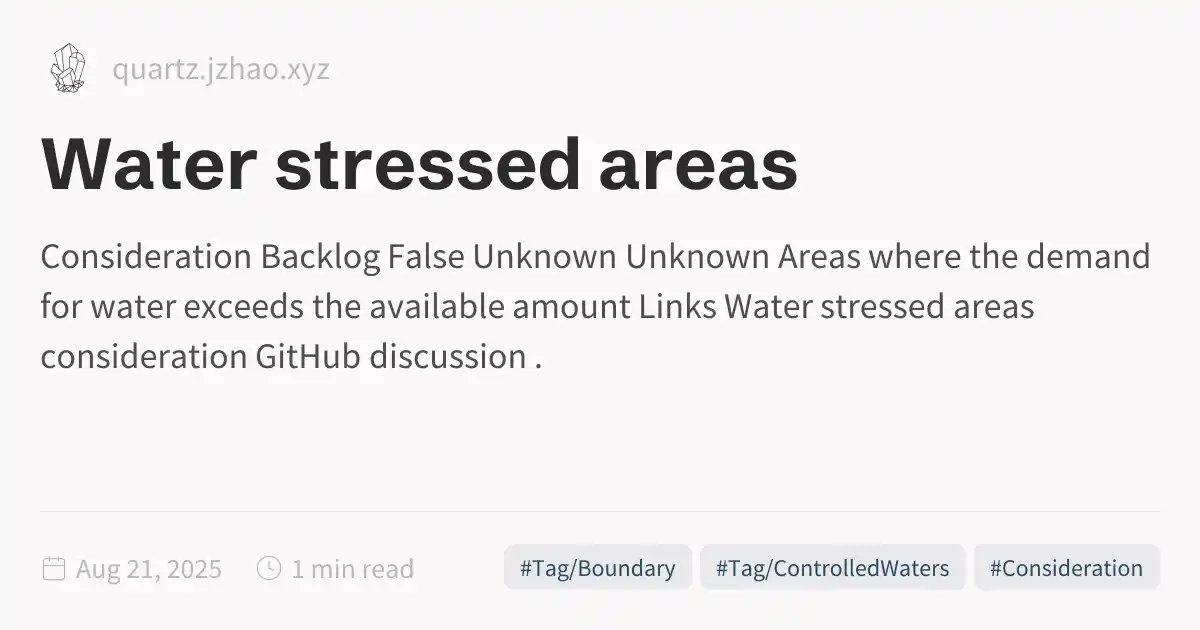 quartz.jzhao.xyz
Water stressed areas
Consideration Backlog False Unknown Unknown Areas where the demand
for water exceeds the available amount Links Water stressed areas
consideration GitHub discussion .
Aug 21, 2025 1 min read #Tag/Boundary #Tag/ControlledWaters #Consideration